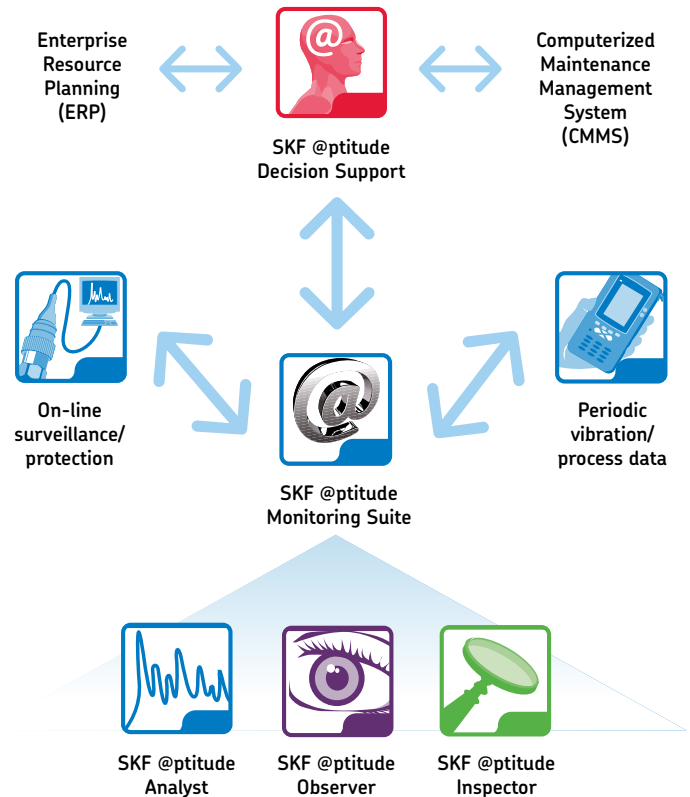 Enterprise
Resource
Planning
(ERP)
@
SKF @ptitude
Decision Support
Computerized
Maintenance
Management
System
(CMMS)
On-line
surveillance/
protection
@
SKF @ptitude
Monitoring Suite
Periodic
vibration/
process data
SKF @ptitude
Analyst
SKF @ptitude
Observer
SKF @ptitude
Inspector